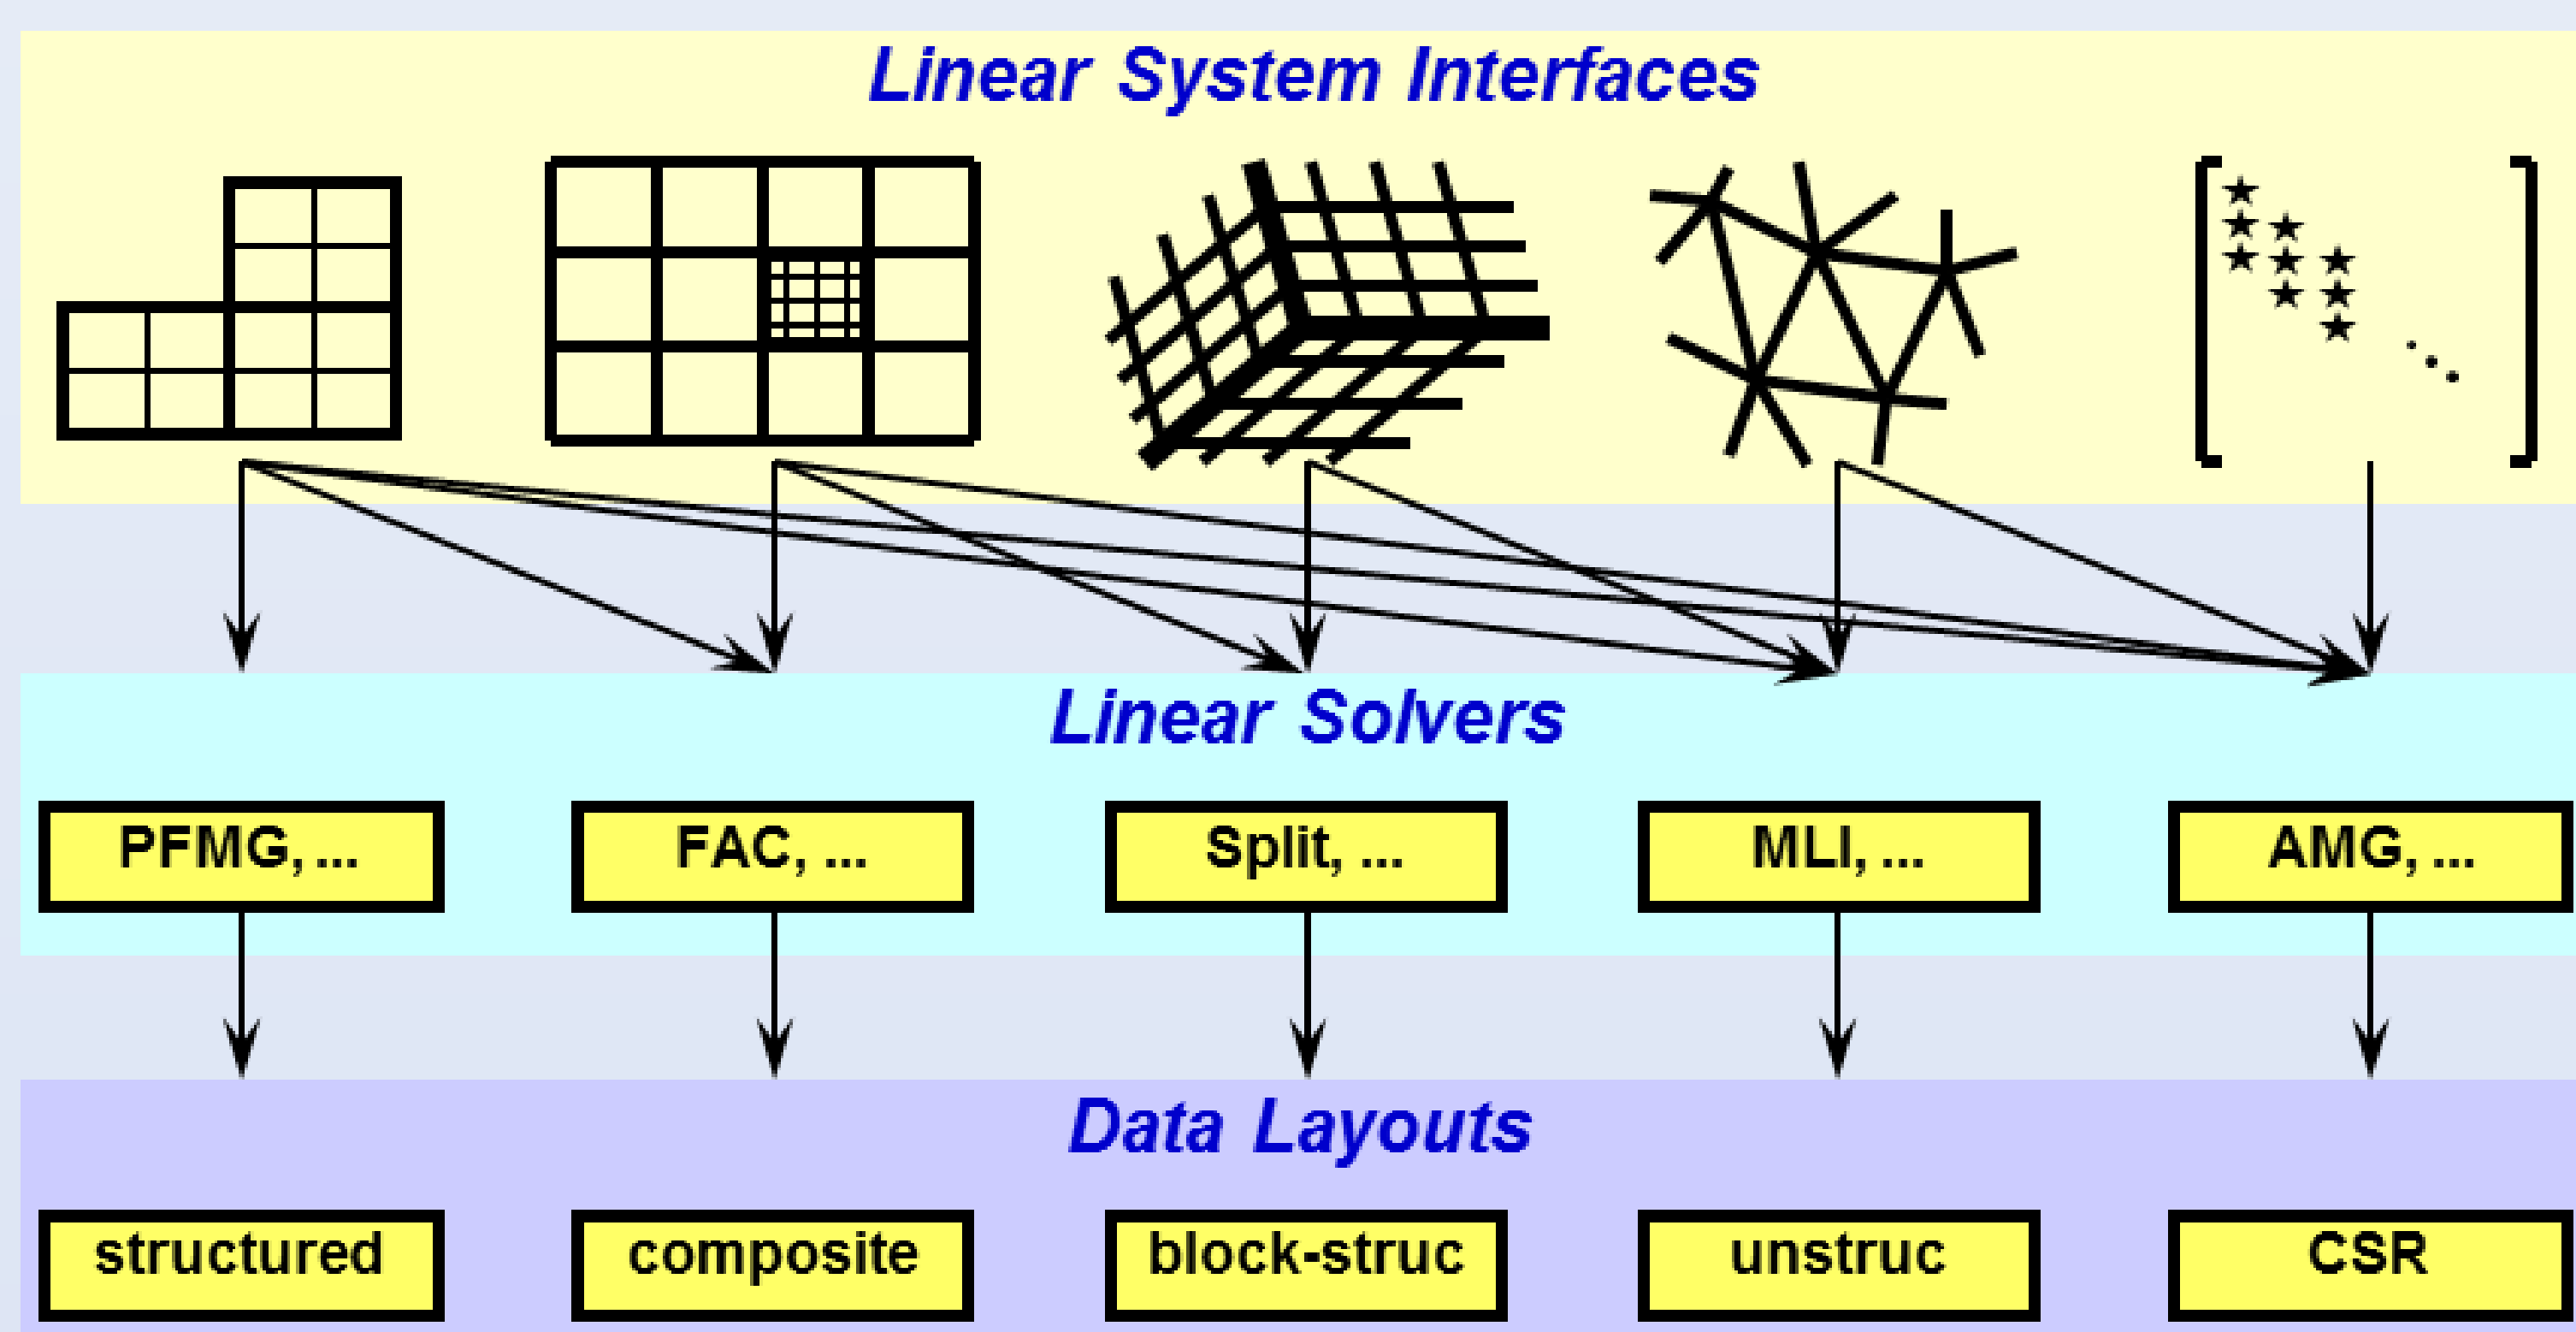 Linear System Interfaces
Linear Solvers
PFMG, ...
FAC, ...
Split, ...
MLI, ...
AMG, ...
Data Layouts
structured
composite
block-struc
unstruc
CSR